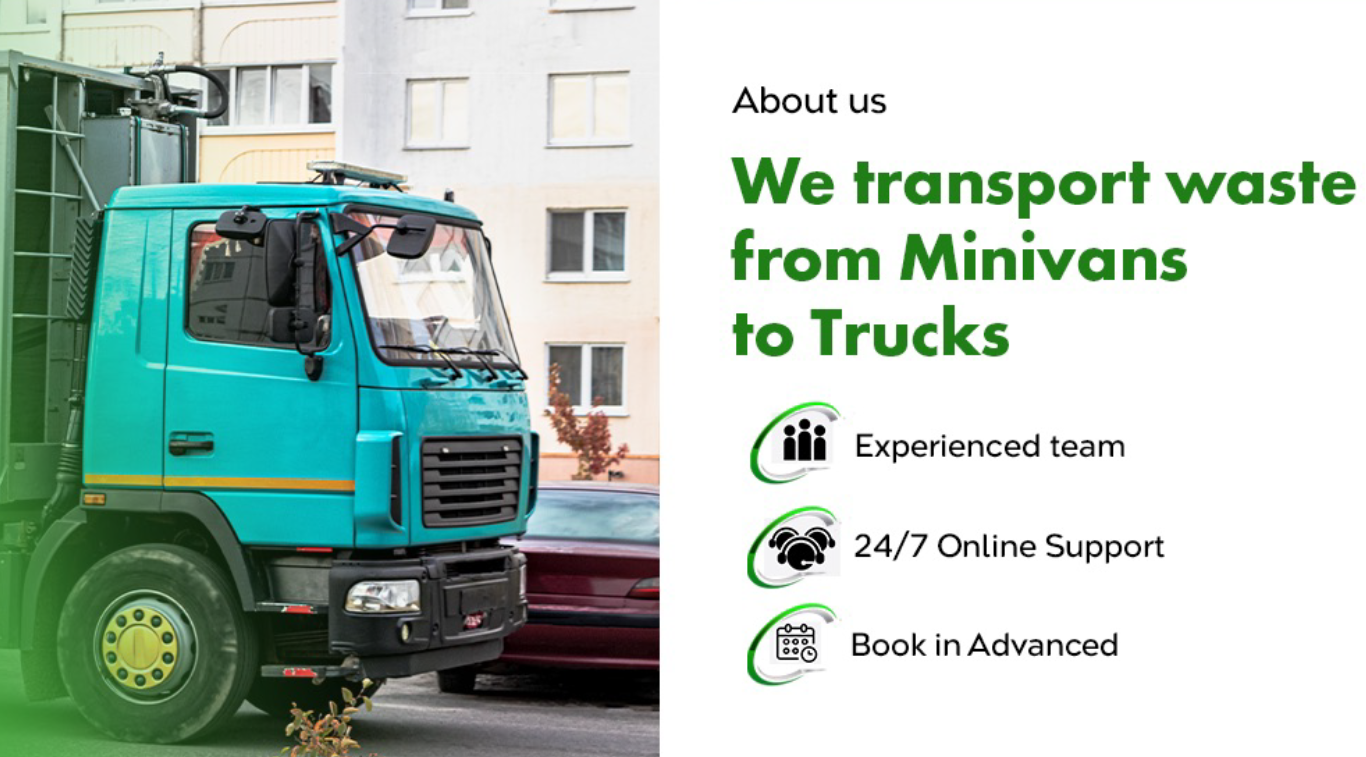 About us
We transport waste
from Minivans
to Trucks
Experienced team
24/7 Online Support
Book in Advanced